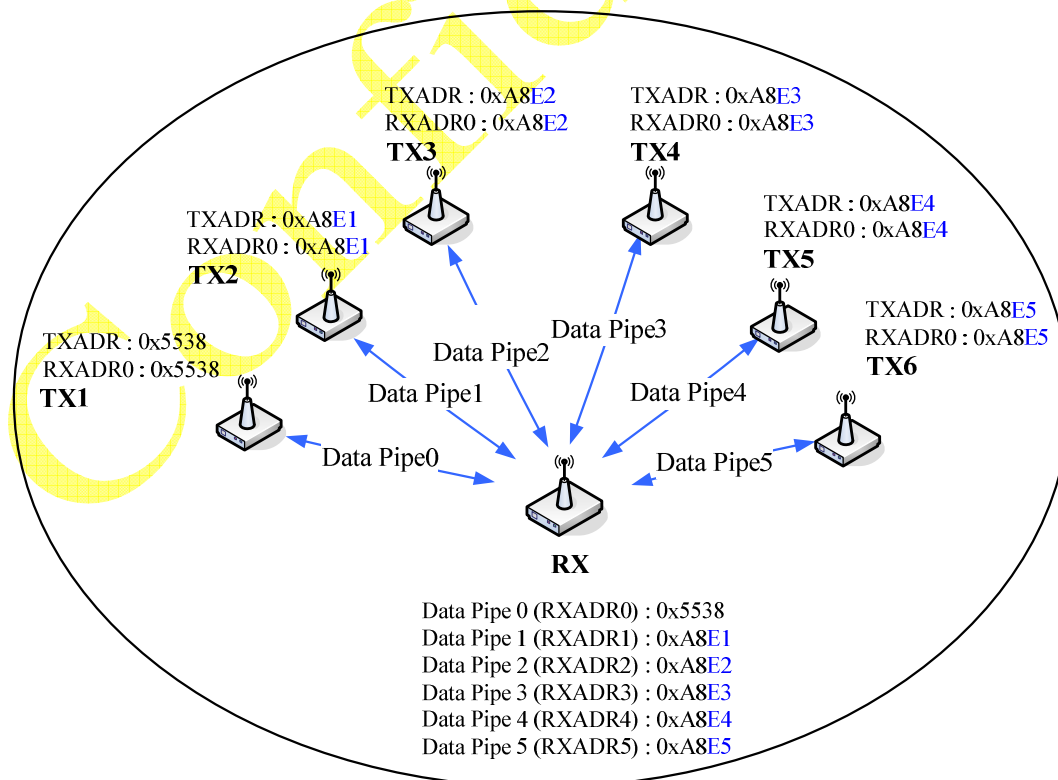 TXADR : 0xA8E2
RXADR0 : 0xA8E2
TX3
TXADR : 0xA8E3
RXADR0 : 0xA8E3
TX4
TXADR : 0xA8E1
RXADR0 : 0xA8E1
TX2
TXADR : 0xA8E4
RXADR0 : 0xA8E4
TX5
TXADR : 0x5538
RXADR0 : 0x5538
TX1
TXADR : 0xA8E5
RXADR0 : 0xA8E5
TX6
Data Pipe3
Data Pipe2
Data Pipe1
Data Pipe4
Data Pipe0
Data Pipe5
RX
Data Pipe 0 (RXADR0) : 0x5538
Data Pipe 1 (RXADR1) : 0xA8E1
Data Pipe 2 (RXADR2) : 0xA8E2
Data Pipe 3 (RXADR3) : 0xA8E3
Data Pipe 4 (RXADR4) : 0xA8E4
Data Pipe 5 (RXADR5) : 0xA8E5